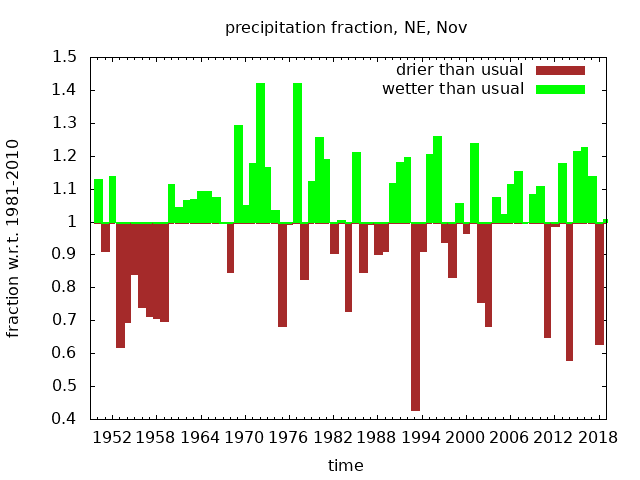 precipitation fraction, NE, Nov
drier than usual
wetter than usual
1.5
1.4
1.3
1.2
1.1
1
0.9
0.8
0.7
0.6
0.5
0.4
fraction w.r.t. 1981-2010
1952 1958 1964 1970 1976 1982 1988 1994 2000 2006 2012 2018
time